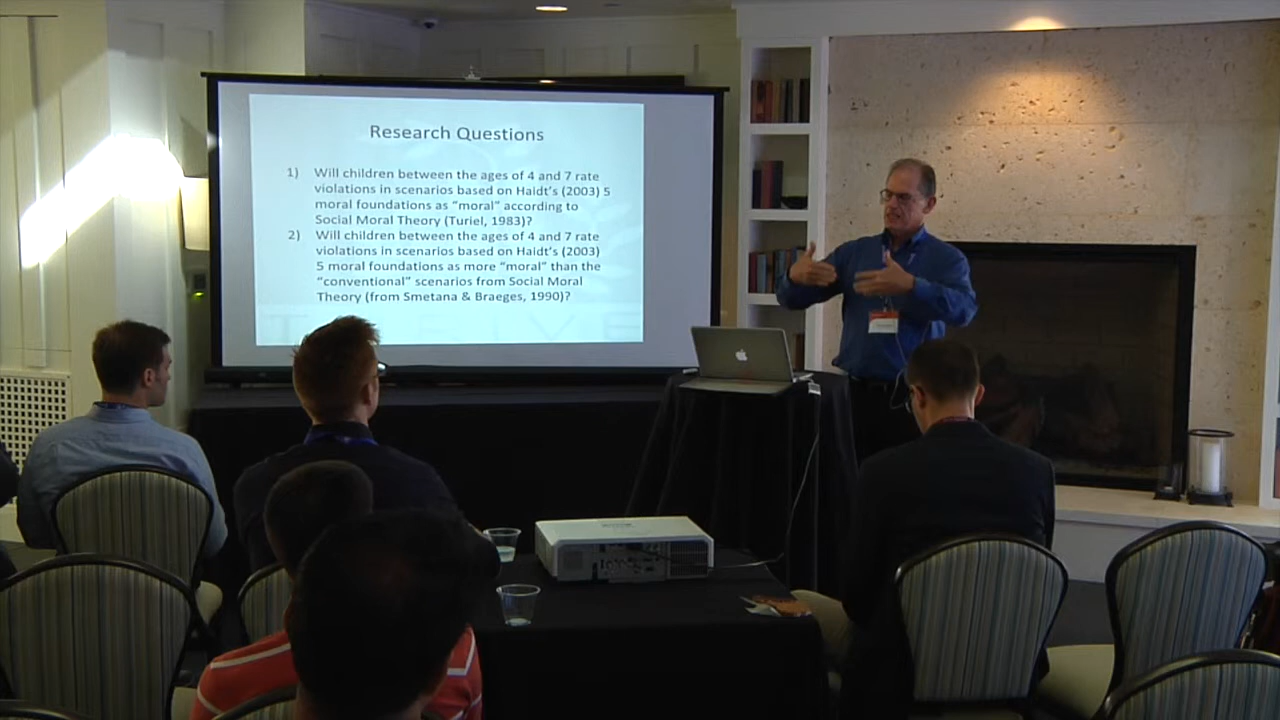 Research Questions
1) Will children between the ages of 4 and 7 rate
violations in scenarios based on Haidt's (2003) 5
moral foundations as "moral" according to
Social Moral Theory (Turiel, 1983)?
2) Will children between the ages of 4 and 7 rate
violations in scenarios based on Haidt's (2003)
5 moral foundations as more "moral" than the
"conventional" scenarios from Social Moral
Theory (from Smetana & Braeges, 1990)?